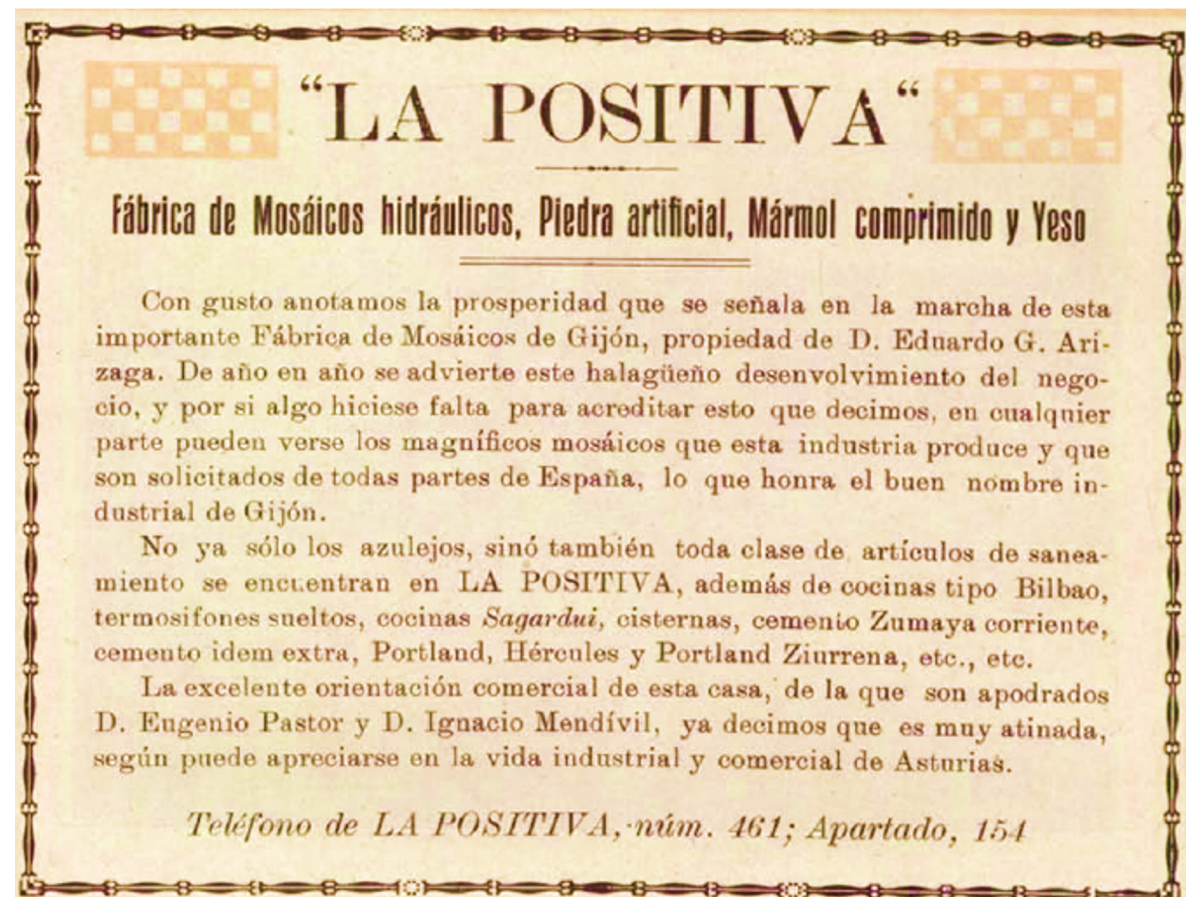 “LA POSITIVA“
Fábrica de Mosáicos hidráulicos, Piedra artificial, Mármol comprimido y Yeso
Con gusto anotamos la prosperidad que se señala en la marcha de esta
importante Fábrica de Mosáicos de Gijón, propiedad de D. Eduardo G. Ari-
zaga. De año en año se advierte este halagüeño desenvolvimiento del nego-
cio, y por si algo hiciese falta para acreditar esto que decimos, en cualquier
parte pueden verse los magníficos mosáicos que esta industria produce y que
son solicitados de todas partes de España, lo que honra el buen nombre in-
dustrial de Gijón.
No ya sólo los azulejos, sinó también toda clase de artículos de sanea-
miento se encuentran en LA POSITIVA, además de cocinas tipo Bilbao,
termosifones sueltos, cocinas Sagardui, cisternas, cemento Zumaya corriente,
cemento idem extra, Portland, Hércules y Portland Ziurrena, etc., etc.
La excelente orientación comercial de esta casa, de la que son apodrados
D. Eugenio Pastor y D. Ignacio Mendívil, ya decimos que es muy atinada,
según puede apreciarse en la vida industrial y comercial de Asturias.
Teléfono de LA POSITIVA, núm. 461; Apartado, 154